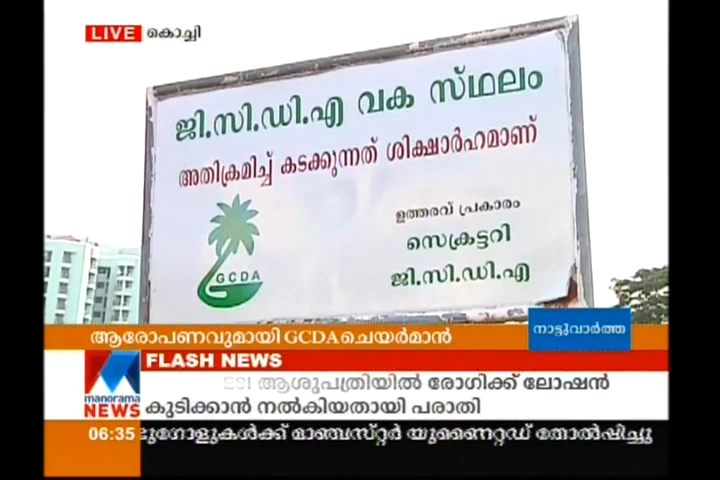 LIVE കൊച്ചി
ജി.സി.ഡി.എ വക സ്ഥലം
അതിക്രമിച്ച് കടക്കുന്നത് ശിക്ഷാർഹമാണ്
ഉത്തരവ് പ്രകാരം
സെക്രട്ടറി
ജി.സി.ഡി.എ
GCDA
ആരോപണവുമായി GCDA ചെയർമാൻ
നാട്ടുവാർത്ത
FLASH NEWS
ESI ആശുപത്രിയിൽ രോഗിക്ക് ലോഷൻ
കുടിക്കാൻ നൽകിയതായി പരാതി
manorama
NEWS
06:35 മാഞ്ചസ്റ്റർ യുണൈറ്റഡ് തോൽപിച്ചു